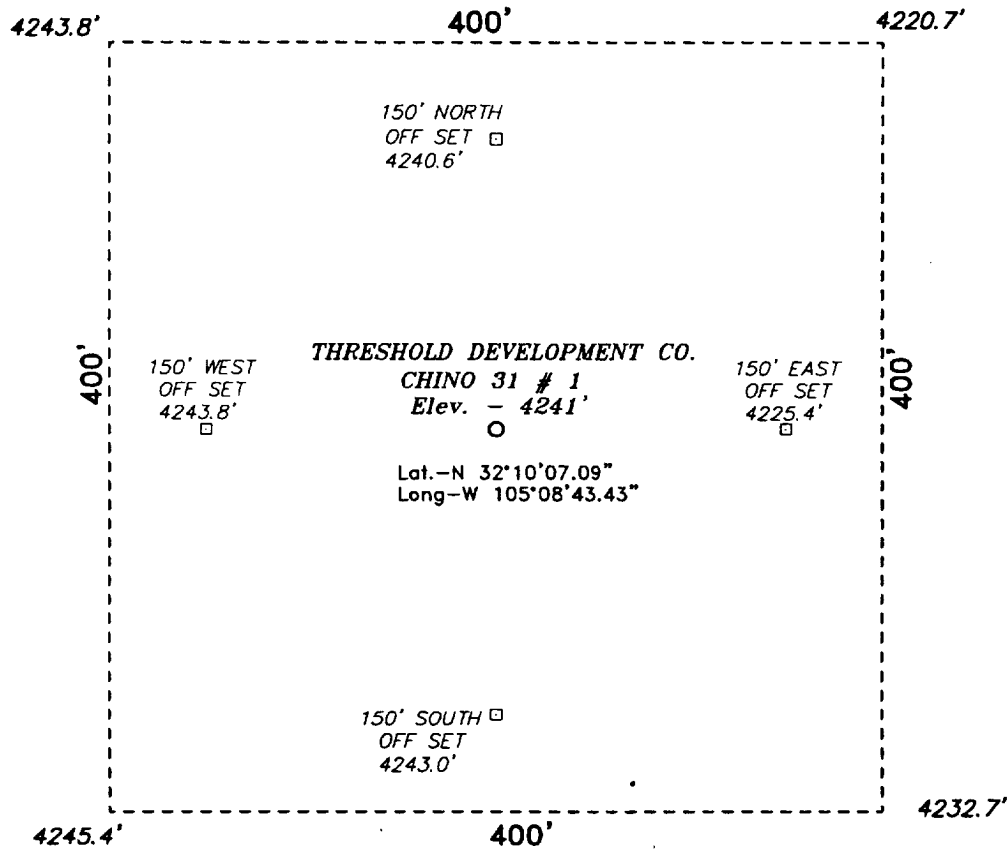 4243.8'
400'
4220.7'
150' NORTH
OFF SET
4240.6'
400'
150' WEST
OFF SET
4243.8'
THRESHOLD DEVELOPMENT CO.
CHINO 31 # 1
Elev. - 4241'
150' EAST
OFF SET
4225.4'
400'
Lat.-N 32°10'07.09"
Long-W 105°08'43.43"
150' SOUTH
OFF SET
4243.0'
4245.4'
400'
4232.7'